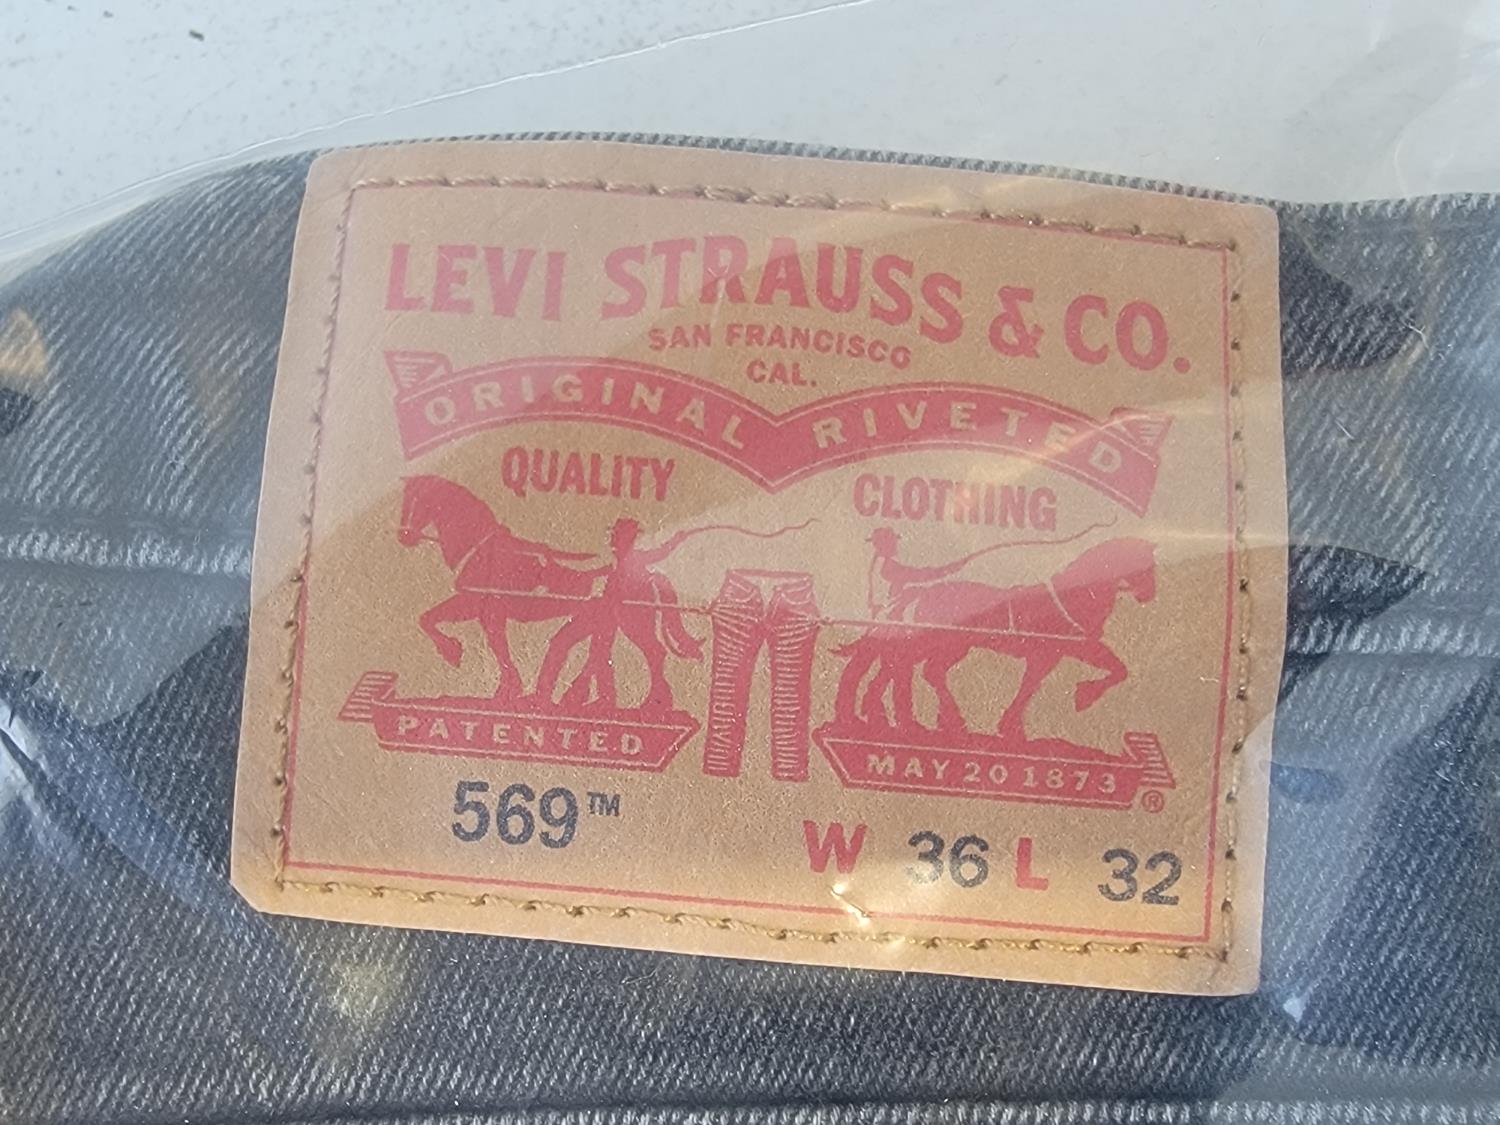 LEVI STRAUSS & CO.
SAN FRANCISCO
CAL.
ORIGINAL RIVETED
QUALITY CLOTHING
PATENTED MAY 20 1873 ®
569™ W 36 L 32